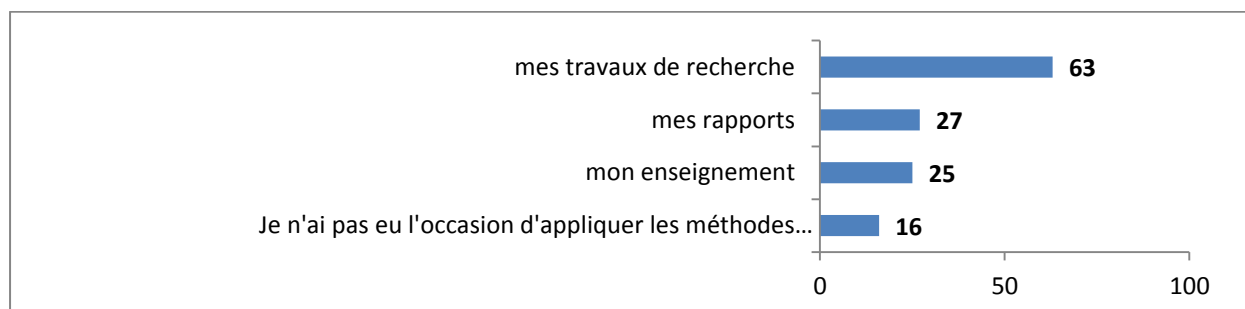 mes travaux de recherche 63
mes rapports 27
mon enseignement 25
Je n'ai pas eu l'occasion d'appliquer les méthodes… 16
0 50 100